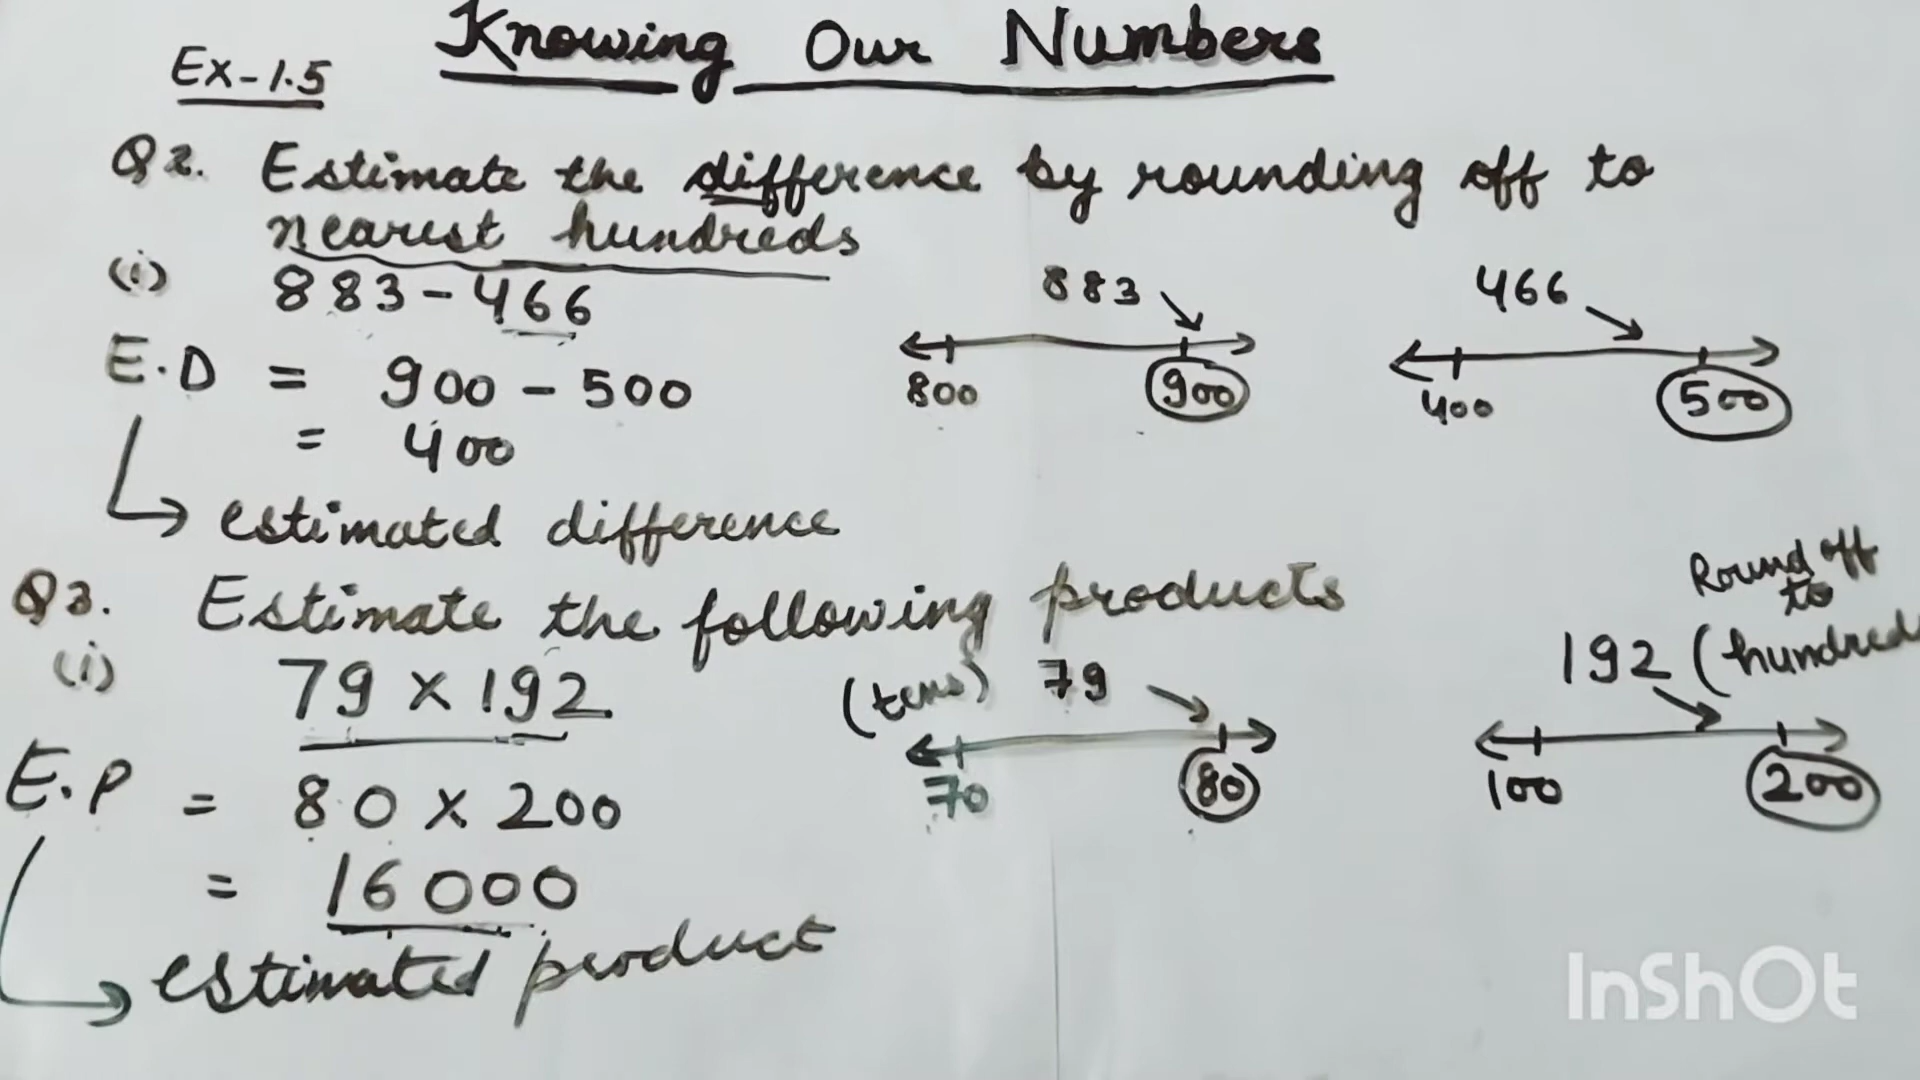 Knowing Our Numbers
Ex-1.5
Q2. Estimate the difference by rounding off to
nearest hundreds
(i) 883-466
E.D = 900-500
= 400
estimated difference
883
800 900
466
400 500
Q3. Estimate the following products
(i) 79 x 192
E.P = 80 x 200
= 16000
estimated product
(tens) 79
70 80
Round off
to
192 (hundreds
100 200
InShOt